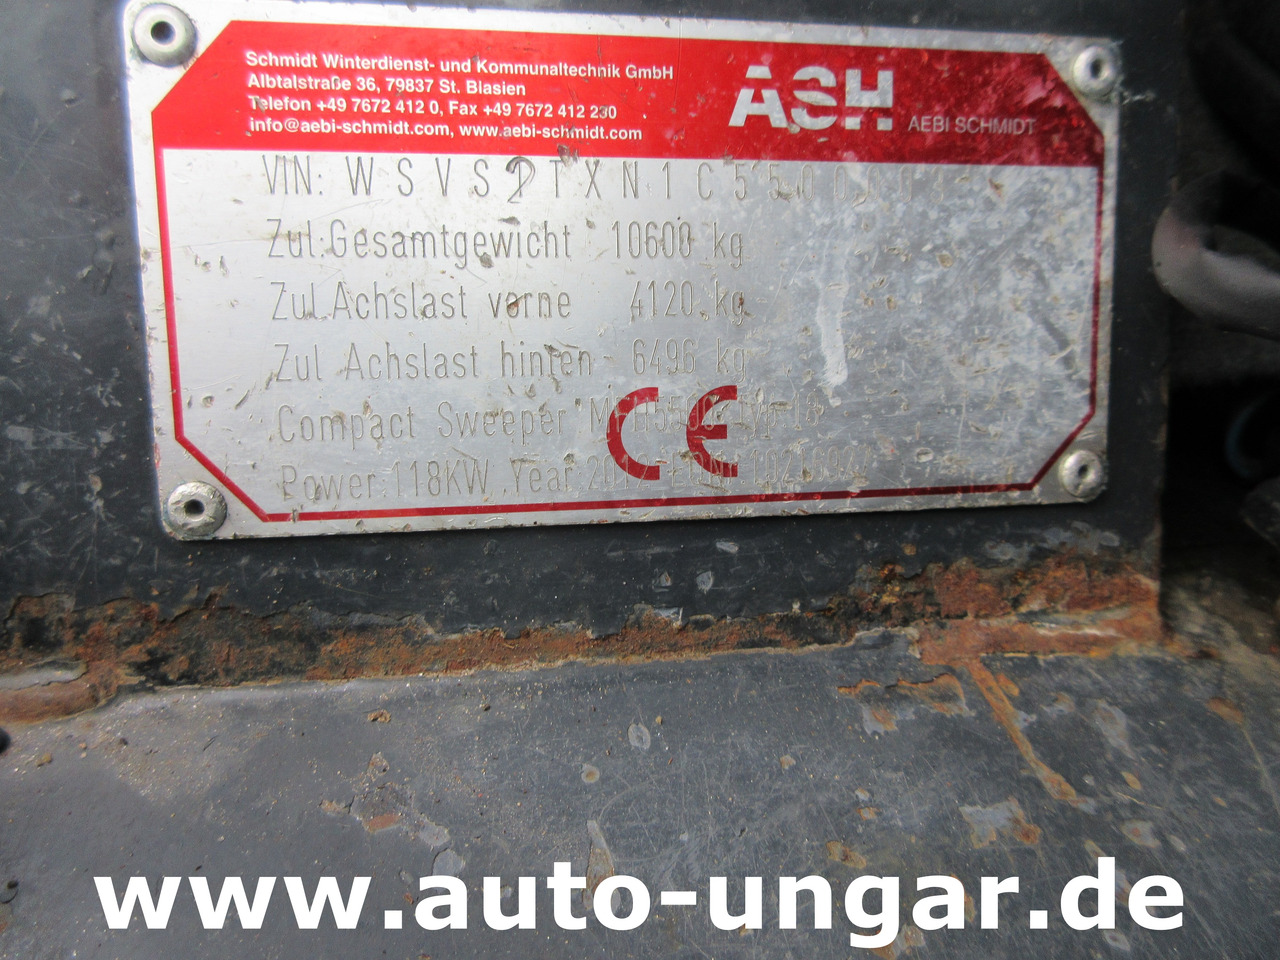 Schmidt Winterdienst- und Kommunaltechnik GmbH
Albtalstraße 36, 79837 St. Blasien
Telefon +49 7672 412 0, Fax +49 7672 412 230
info@aebi-schmidt.com, www.aebi-schmidt.com
ASH
AEBI SCHMIDT
VIN:
Zul.Gesamtgewicht 10600 kg
Zul.Achslast vorne 4120 kg
Zul Achslast hinten 6496 kg
Compact Sweeper
CE
Power:118KW Year:
www.auto-ungar.de